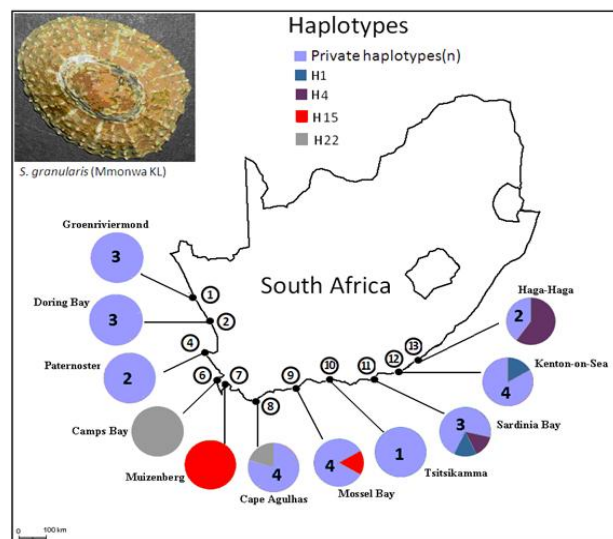 Haplotypes
Private haplotypes(n)
H1
H4
H15
H22
S. granularis (Mmonwa KL)
Groenriviermond
3
1
South Africa
Haga-Haga
2
Doring Bay
3
2
Paternoster
2
4
13
12
Kenton-on-Sea
4
11
10
9
6
7
8
Camps Bay
Sardinia Bay
3
Tsitsikamma
Muizenberg
4
Cape Agulhas
4
Mossel Bay
1
0 100 km